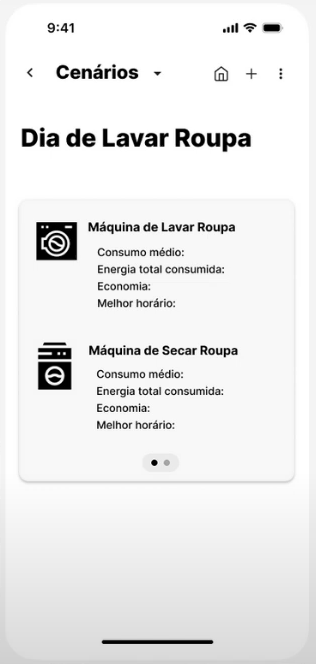 9:41
Cenários
Dia de Lavar Roupa
Máquina de Lavar Roupa
Consumo médio:
Energia total consumida:
Economia:
Melhor horário:
Máquina de Secar Roupa
Consumo médio:
Energia total consumida:
Economia:
Melhor horário: